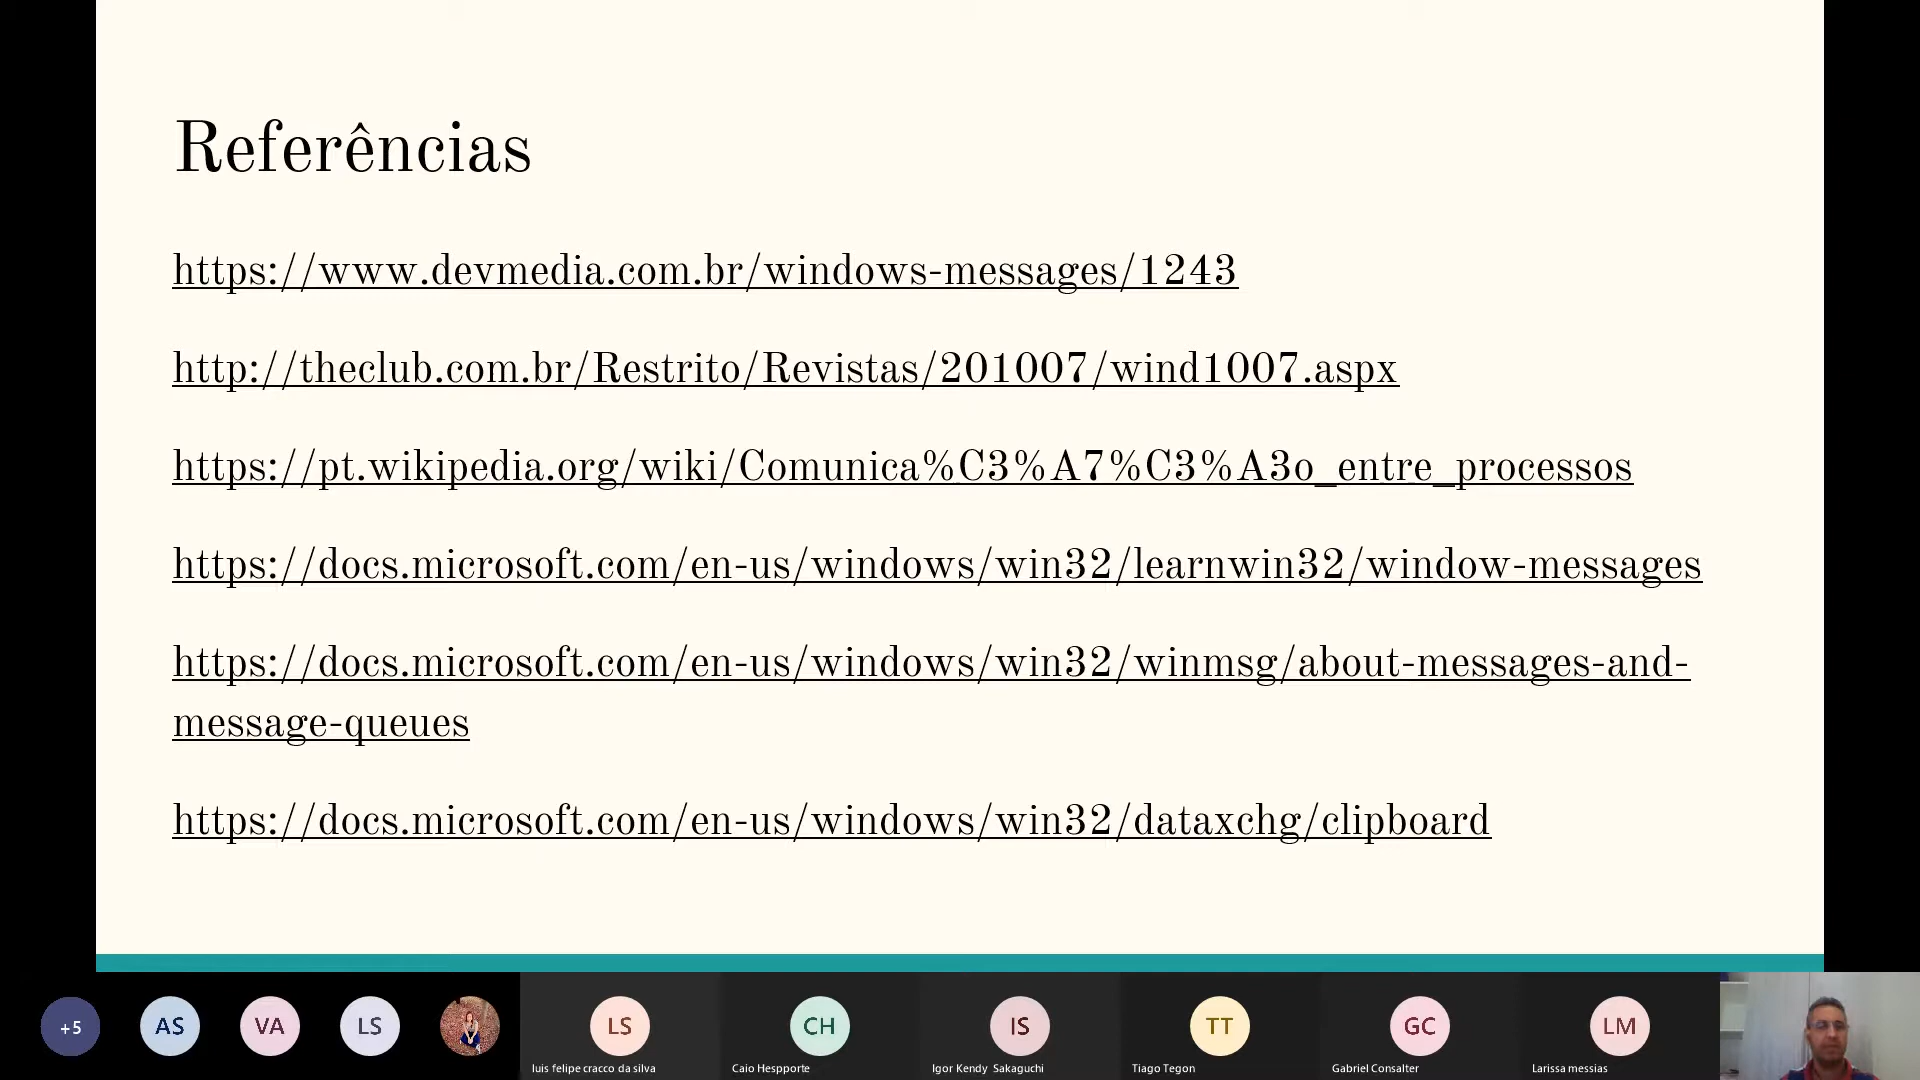 Referências
https://www.devmedia.com.br/windows-messages/1243
http://theclub.com.br/Restrito/Revistas/201007/wind1007.aspx
https://pt.wikipedia.org/wiki/Comunica%C3%A7%C3%A3o_entre_processos
https://docs.microsoft.com/en-us/windows/win32/learnwin32/window-messages
https://docs.microsoft.com/en-us/windows/win32/winmsg/about-messages-and-
message-queues
https://docs.microsoft.com/en-us/windows/win32/dataxchg/clipboard
+5 AS VA LS LS CH IS TT GC LM
luis felipe cracco da silva Caio Hespporte Igor Kendy Sakaguchi Tiago Tegon Gabriel Consalter Larissa messias